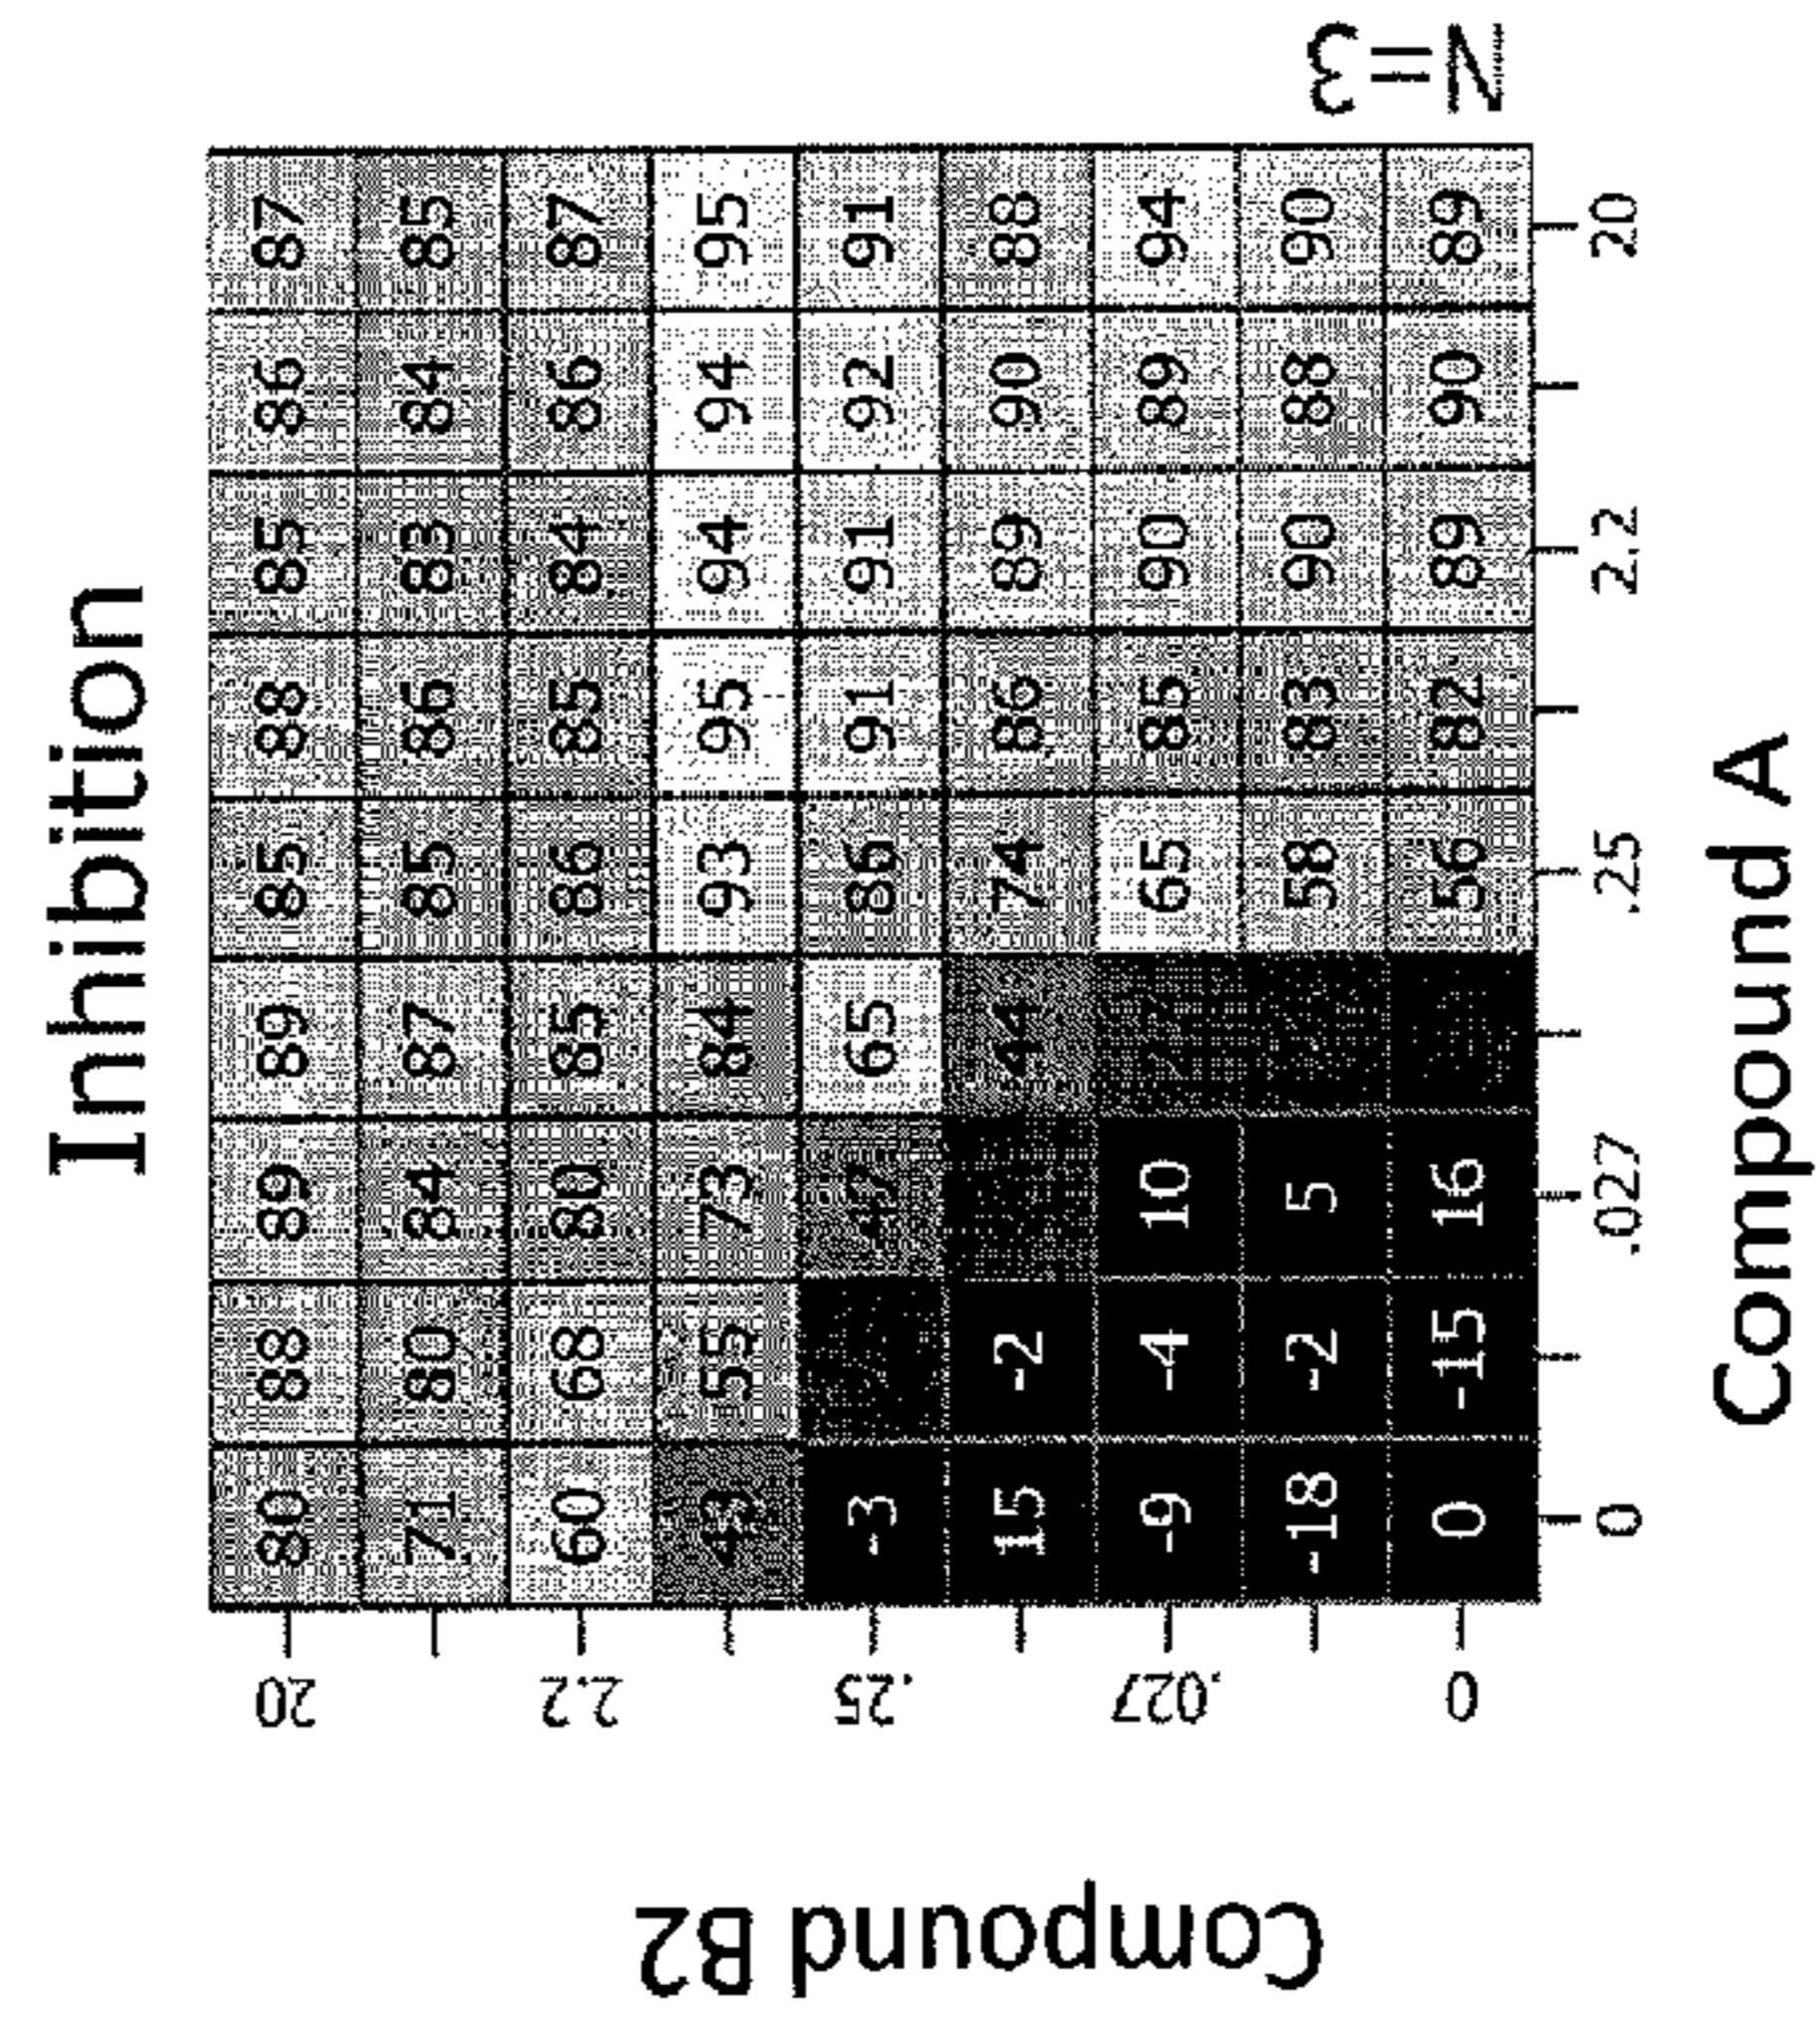 Inhibition
Compound B2
20 80 88 89 89 85 88 85 86 87
71 80 84 87 85 86 83 84 85
2.2 60 68 80 85 86 85 84 86 87
43 55 73 84 93 95 94 94 95
.25 -3 65 86 91 91 92 91
15 -2 44 74 86 89 90 88
.027 -9 -4 10 65 85 90 89 94
-18 -2 5 58 83 90 88 90
0 0 -15 16 56 82 89 90 89
0 .027 .25 2.2 20
Compound A
N=3